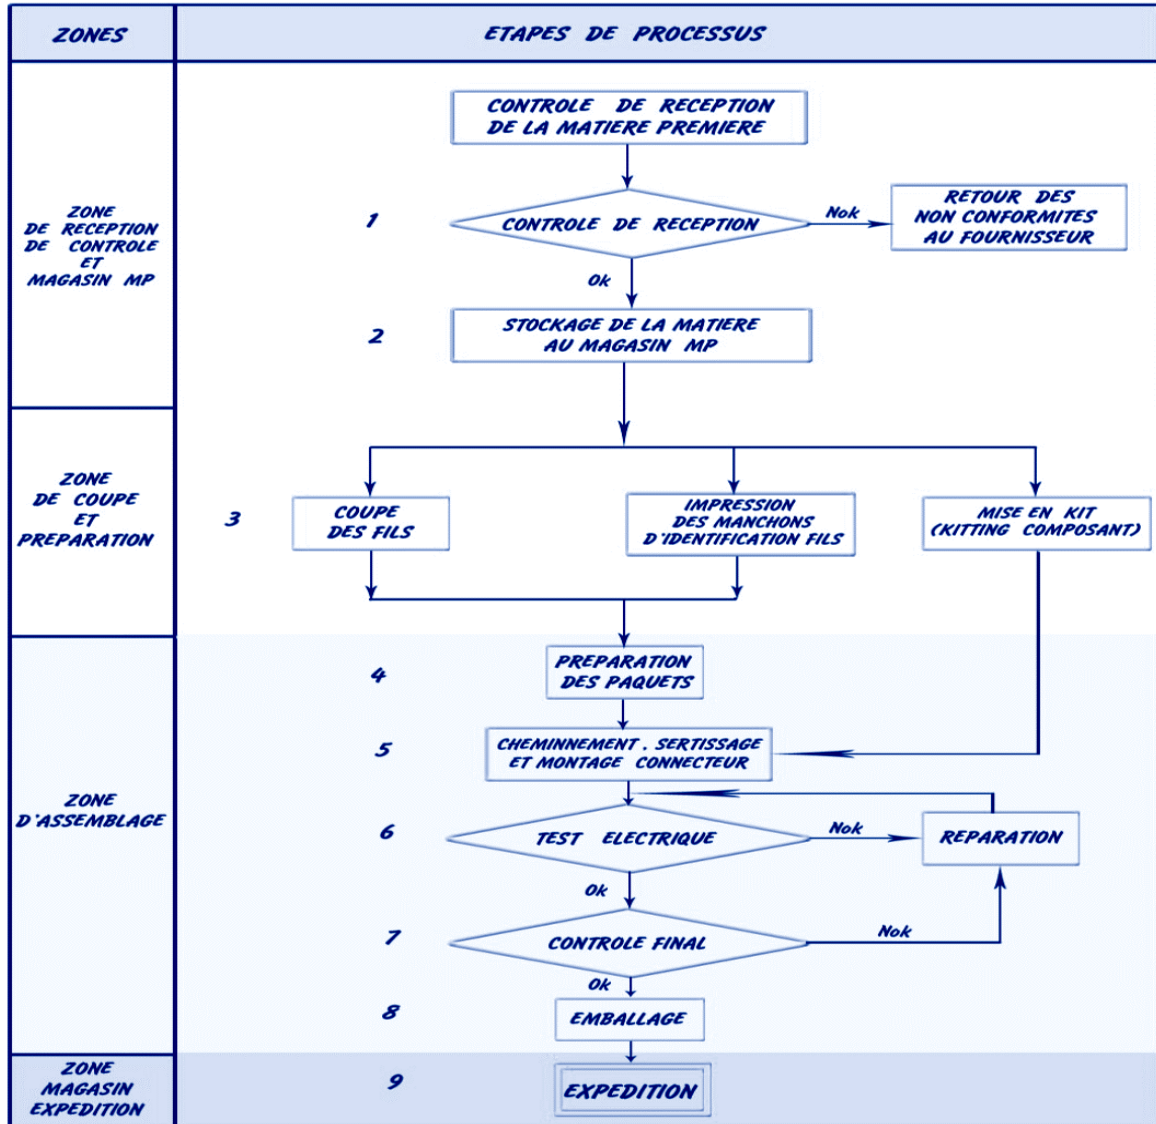 ZONES
ETAPES DE PROCESSUS
ZONE
DE RECEPTION
DE CONTROLE
ET
MAGASIN MP
CONTROLE DE RECEPTION
DE LA MATIERE PREMIERE
1
CONTROLE DE RECEPTION
Nok
RETOUR DES
NON CONFORMITES
AU FOURNISSEUR
Ok
2
STOCKAGE DE LA MATIERE
AU MAGASIN MP
ZONE
DE COUPE
ET
PREPARATION
3
COUPE
DES FILS
IMPRESSION
DES MANCHONS
D'IDENTIFICATION FILS
MISE EN KIT
(KITTING COMPOSANT)
ZONE
D'ASSEMBLAGE
4
PREPARATION
DES PAQUETS
5
CHEMINNEMENT . SERTISSAGE
ET MONTAGE CONNECTEUR
6
TEST ELECTRIQUE
Nok
REPARATION
Ok
7
CONTROLE FINAL
Nok
Ok
8
EMBALLAGE
ZONE
MAGASIN
EXPEDITION
9
EXPEDITION